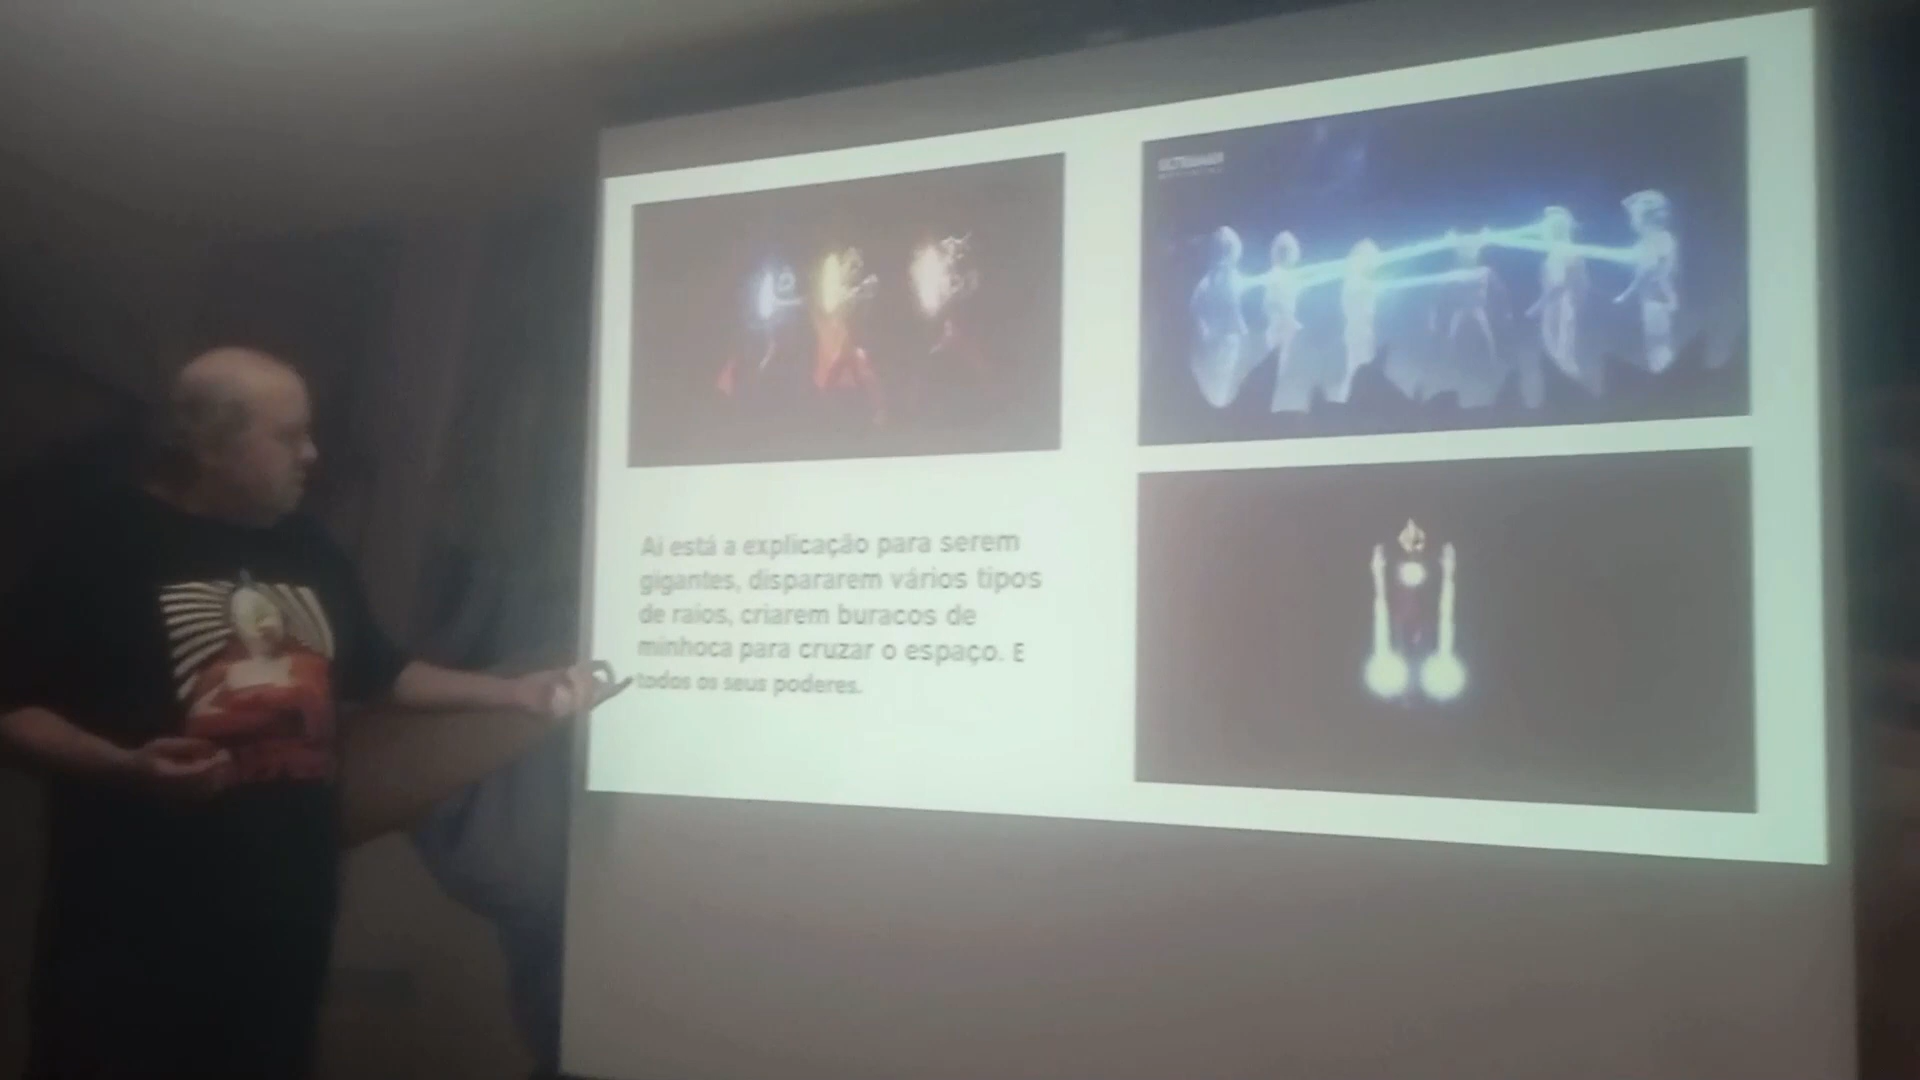 ULTRAMAN
Aí está a explicação para serem
gigantes, dispararem vários tipos
de raios, criarem buracos de
minhoca para cruzar o espaço. E
todos os seus poderes.